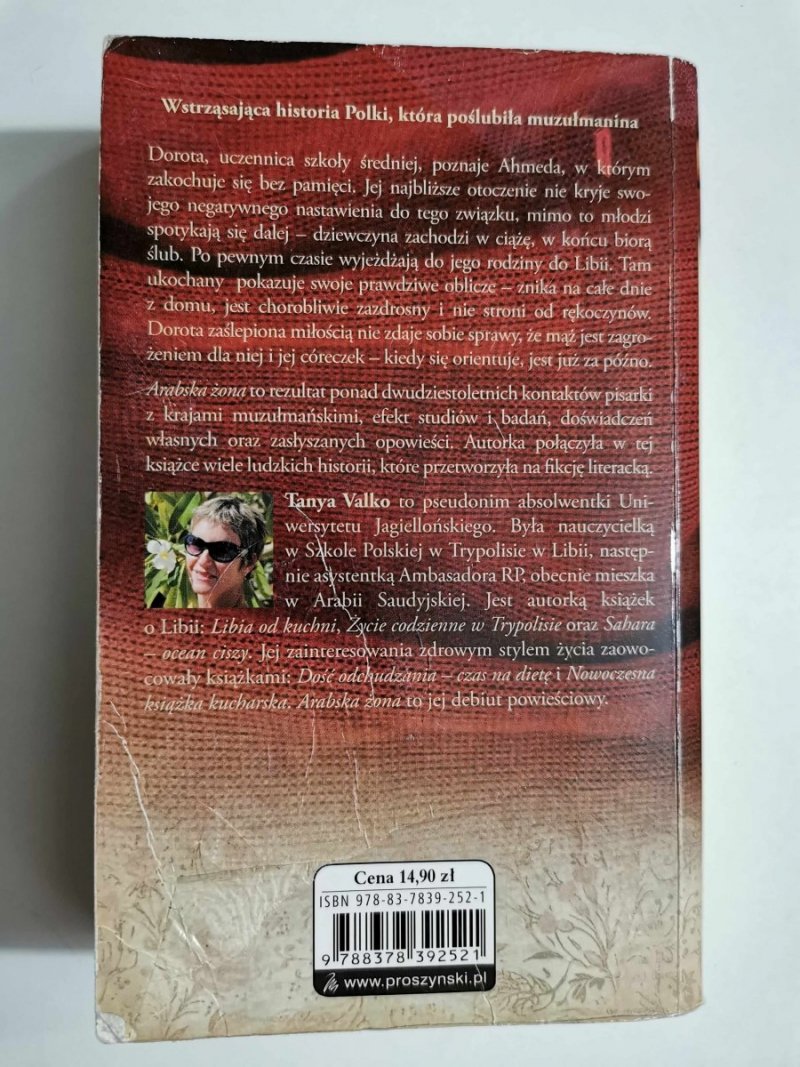 Wstrząsająca historia Polki, która poślubiła muzułmanina
Dorota, uczennica szkoły średniej, poznaje Ahmeda, w którym
zakochuje się bez pamięci. Jej najbliższe otoczenie nie kryje swo-
jego negatywnego nastawienia do tego związku, mimo to młodzi
spotykają się dalej – dziewczyna zachodzi w ciążę, w końcu biorą
ślub. Po pewnym czasie wyjeżdżają do jego rodziny do Libii. Tam
ukochany pokazuje swoje prawdziwe oblicze – znika na całe dnie
z domu, jest chorobliwie zazdrosny i nie stroni od rękoczynów.
Dorota zaślepiona miłością nie zdaje sobie sprawy, że mąż jest zagro-
żeniem dla niej i jej córeczek – kiedy się orientuje, jest już za późno.
Arabska żona to rezultat ponad dwudziestoletnich kontaktów pisarki
z krajami muzułmańskimi, efekt studiów i badań, doświadczeń
własnych oraz zasłyszanych opowieści. Autorka połączyła w tej
książce wiele ludzkich historii, które przetworzyła na fikcję literacką.
Tanya Valko to pseudonim absolwentki Uni-
wersytetu Jagiellońskiego. Była nauczycielką
w Szkole Polskiej w Trypolisie w Libii, następ-
nie asystentką Ambasadora RP, obecnie mieszka
w Arabii Saudyjskiej. Jest autorką książek
o Libii: Libia od kuchni, Życie codzienne w Trypolisie oraz Sahara
– ocean ciszy. Jej zainteresowania zdrowym stylem życia zaowo-
cowały książkami: Dość odchudzania – czas na dietę i Nowoczesna
książka kucharska. Arabska żona to jej debiut powieściowy.
Cena 14,90 zł
ISBN 978-83-7839-252-1
9 788378 392521
www.proszynski.pl